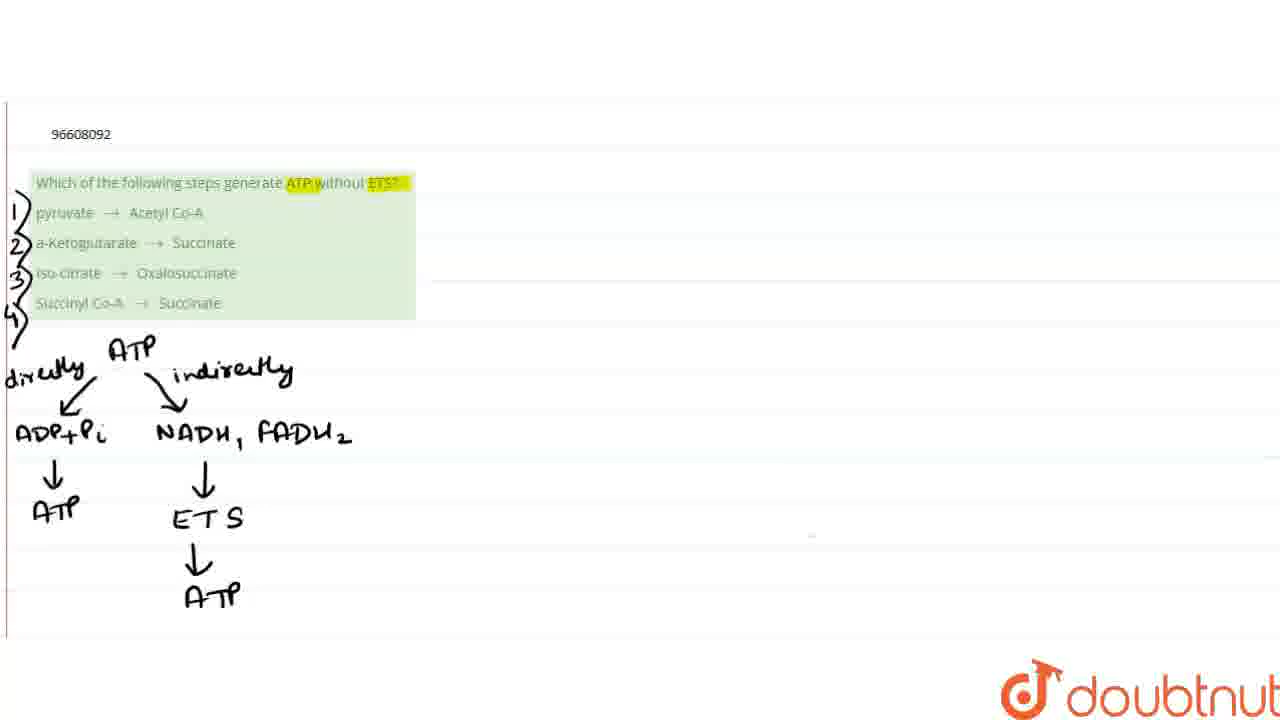 96608092
Which of the following steps generate ATP without ETS?
1) pyruvate → Acetyl Co-A
2) a-Ketoglutarate → Succinate
3) Iso-citrate → Oxalosuccinate
4) Succinyl Co-A → Succinate
ATP
directly indirectly
ADP+Pi NADH, FADH2
ATP ETS
ATP
doubtnut